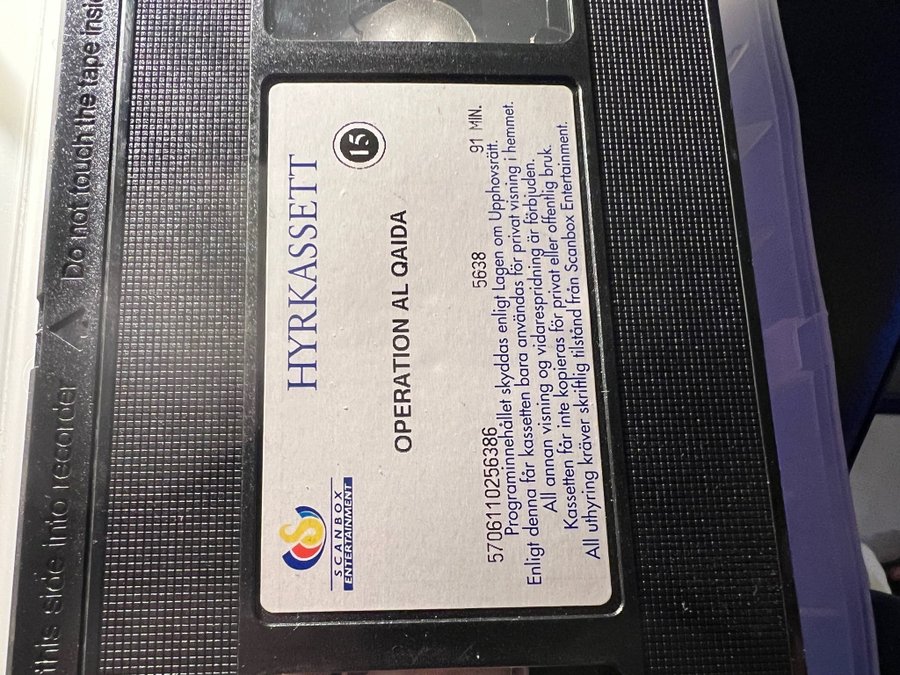 this side into recorder
Do not touch the tape inside
SCANBOX
ENTERTAINMENT
HYRKASSETT
15
OPERATION AL QAIDA
5706110256386 5638 91 MIN.
Programinnehållet skyddas enligt Lagen om Upphovsrätt.
Enligt denna får kassetten bara användas för privat visning i hemmet.
All annan visning og vidarespridning är förbjuden.
Kassetten får inte kopieras för privat eller offentlig bruk.
All uthyring kräver skriftlig tilstånd från Scanbox Entertainment.